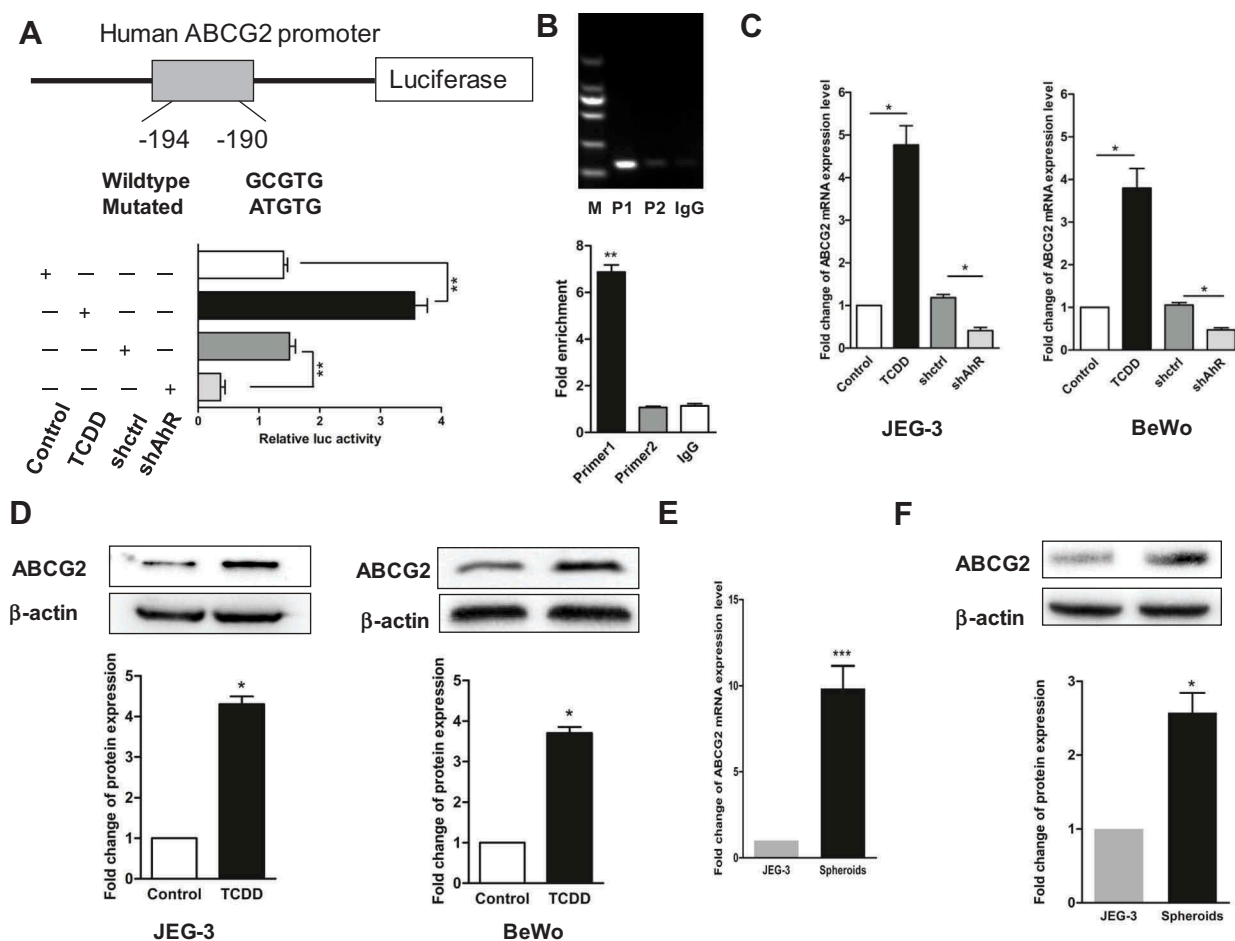 A
Human ABCG2 promoter
Luciferase
-194 -190
Wildtype GCGTG
Mutated ATGTG
+ — — —
— + — —
— — + —
— — — +
Control TCDD shctrl shAhR
**
**
0 1 2 3 4
Relative luc activity
B
M P1 P2 IgG
Fold enrichment
8
6
4
2
0
**
Primer1 Primer2 IgG
C
Fold change of ABCG2 mRNA expression level
6
5
4
3
2
1
0
*
*
Control TCDD shctrl shAhR
JEG-3
Fold change of ABCG2 mRNA expression level
6
5
4
3
2
1
0
*
*
Control TCDD shctrl shAhR
BeWo
D
ABCG2
β-actin
Fold change of protein expression
5
4
3
2
1
0
*
Control TCDD
JEG-3
ABCG2
β-actin
Fold change of protein expression
5
4
3
2
1
0
*
Control TCDD
BeWo
E
Fold change of ABCG2 mRNA expression level
15
10
5
0
***
JEG-3 Spheroids
F
ABCG2
β-actin
Fold change of protein expression
3
2
1
0
*
JEG-3 Spheroids